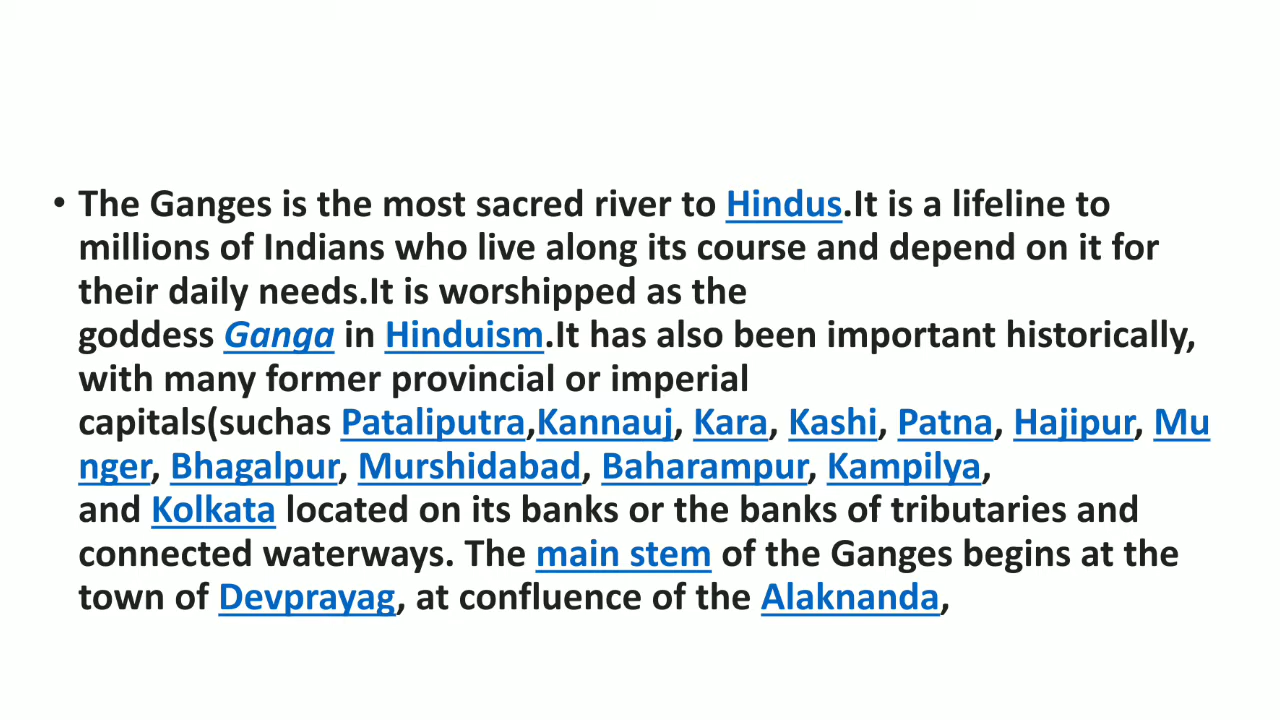 • The Ganges is the most sacred river to Hindus.It is a lifeline to
millions of Indians who live along its course and depend on it for
their daily needs.It is worshipped as the
goddess Ganga in Hinduism.It has also been important historically,
with many former provincial or imperial
capitals(suchas Pataliputra,Kannauj, Kara, Kashi, Patna, Hajipur, Mu
nger, Bhagalpur, Murshidabad, Baharampur, Kampilya,
and Kolkata located on its banks or the banks of tributaries and
connected waterways. The main stem of the Ganges begins at the
town of Devprayag, at confluence of the Alaknanda,